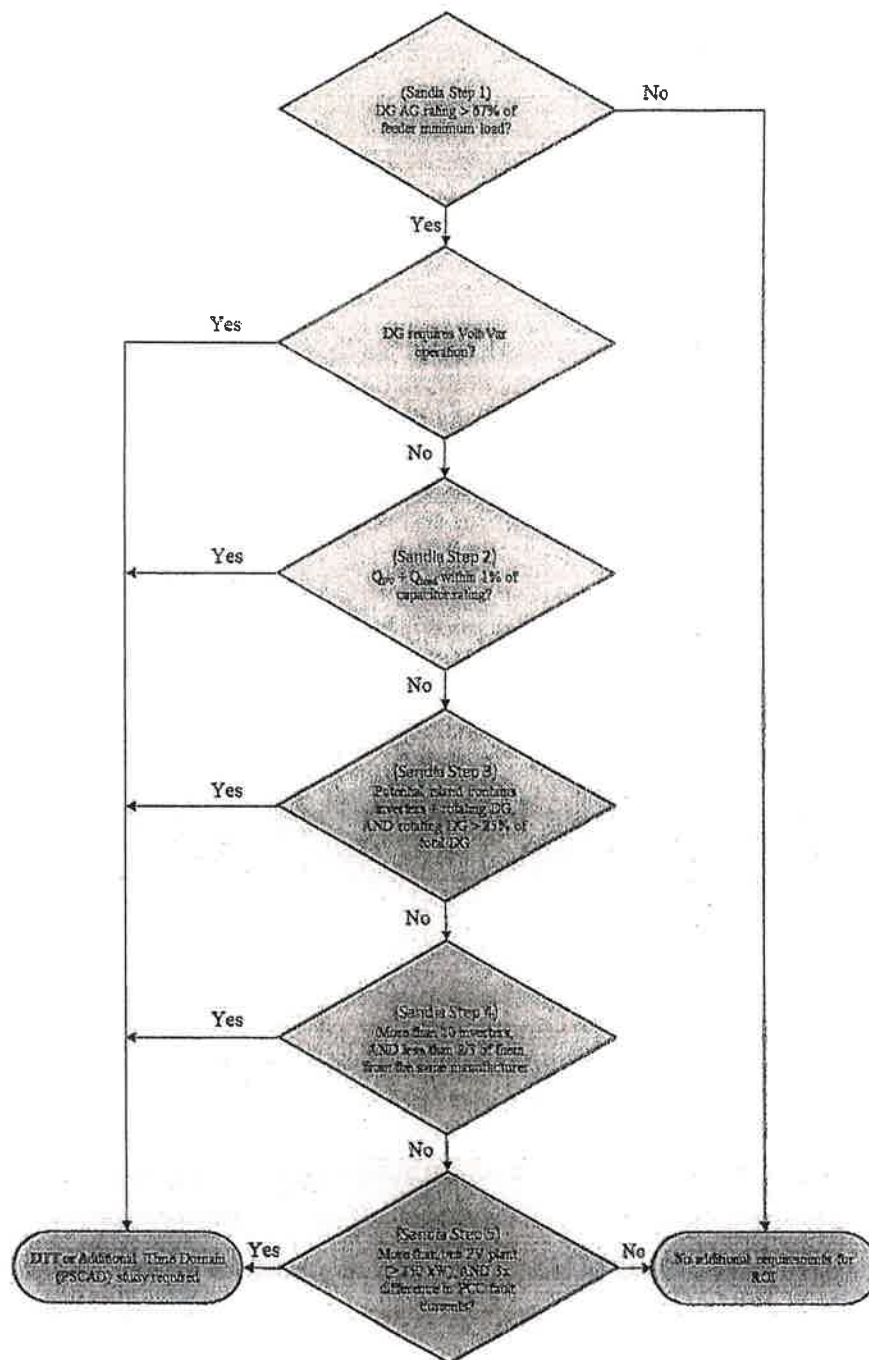 (Sandia Step 1)
DG AC rating > 67% of
feeder minimum load?
No
Yes
DG requires Volt-Var
operation?
Yes
No
(Sandia Step 2)
within 1% of
capacitor rating?
Yes
No
(Sandia Step 3)
Potential island contains
inverters + rotating DG,
AND rotating DG > 25% of
total DG
Yes
No
(Sandia Step 4)
More than 10 inverters,
AND less than 2/3 of them
from the same manufacturer
Yes
No
(Sandia Step 5)
More than one PV plant
AND 5x
difference in PCC fault
currents?
Yes
No
DTT or Additional Time Domain
(PSCAD) study required
No additional requirements for
ROI